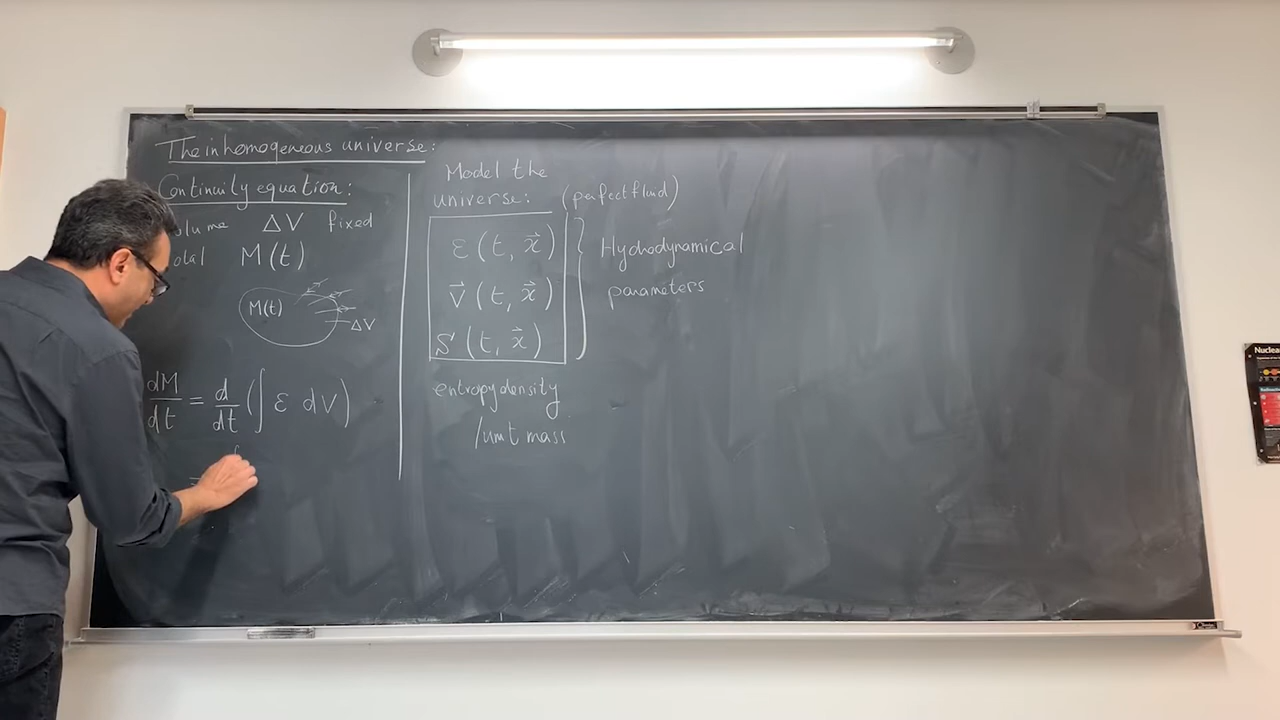 The inhomogeneous universe:
Continuity equation:
olume ΔV fixed
otal M(t)
M(t)
ΔV
dM/dt = d/dt (∫ ε dV)
=
Model the
universe: (perfect fluid)
ε (t, x⃗)
v⃗ (t, x⃗)
S (t, x⃗)
Hydrodynamical
parameters
entropy density
/unit mass
Nuclear